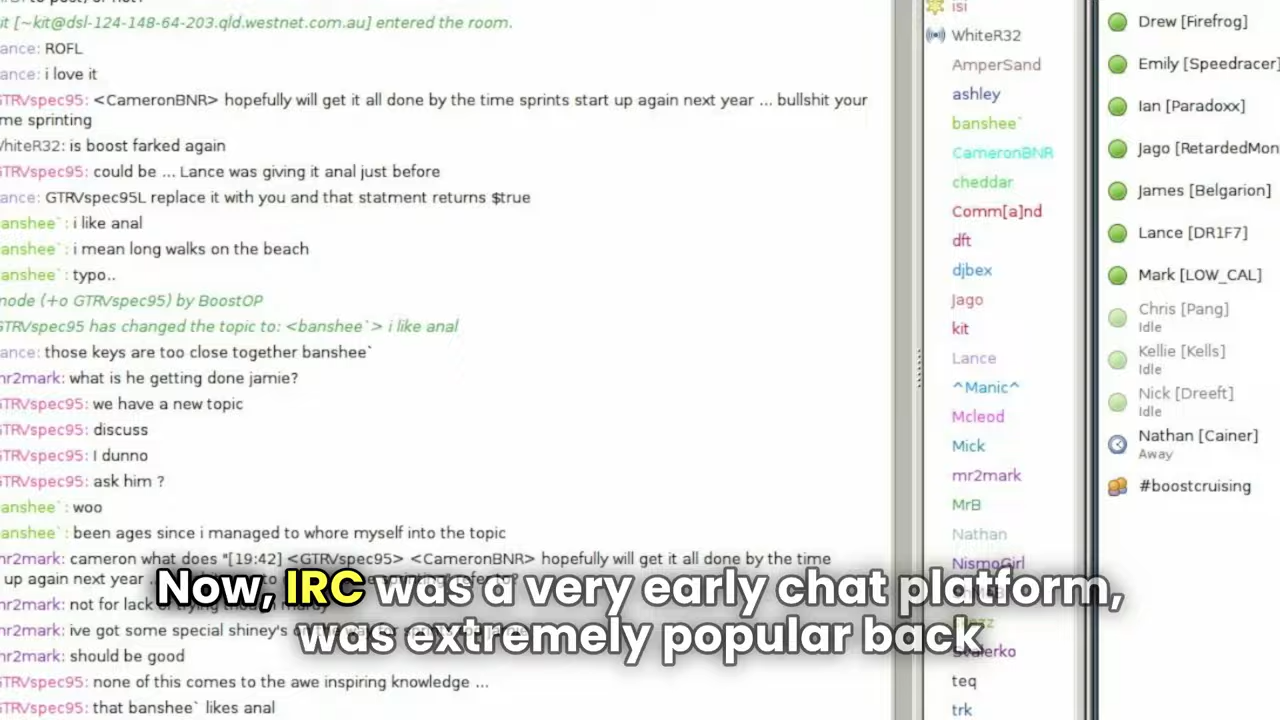 it [~kit@dsl-124-148-64-203.qld.westnet.com.au] entered the room.
ance: ROFL
ance: i love it
GTRVspec95: <CameronBNR> hopefully will get it all done by the time sprints start up again next year ... bullshit your
me sprinting
WhiteR32: is boost farked again
GTRVspec95: could be ... Lance was giving it anal just before
ance: GTRVspec95L replace it with you and that statment returns $true
anshee`: i like anal
anshee`: i mean long walks on the beach
anshee`: typo..
mode (+o GTRVspec95) by BoostOP
GTRVspec95 has changed the topic to: <banshee`> i like anal
ance: those keys are too close together banshee`
mr2mark: what is he getting done jamie?
GTRVspec95: we have a new topic
GTRVspec95: discuss
GTRVspec95: I dunno
GTRVspec95: ask him ?
anshee`: woo
anshee`: been ages since i managed to whore myself into the topic
mr2mark: cameron what does "[19:42] <GTRVspec95> <CameronBNR> hopefully will get it all done by the time
up again next year
mr2mark: not for lack
mr2mark: ive got some special shiney's
mr2mark: should be good
GTRVspec95: none of this comes to the awe inspiring knowledge ...
GTRVspec95: that banshee` likes anal
isi
WhiteR32
AmperSand
ashley
banshee`
CameronBNR
cheddar
Comm[a]nd
dft
djbex
Jago
kit
Lance
^Manic^
Mcleod
Mick
mr2mark
MrB
Nathan
NismoGirl
Stalerko
teq
trk
Drew [Firefrog]
Emily [Speedracer]
Ian [Paradoxx]
Jago [RetardedMon
James [Belgarion]
Lance [DR1F7]
Mark [LOW_CAL]
Chris [Pang]
Idle
Kellie [Kells]
Idle
Nick [Dreeft]
Idle
Nathan [Cainer]
Away
#boostcruising
Now, IRC was a very early chat platform,
was extremely popular back